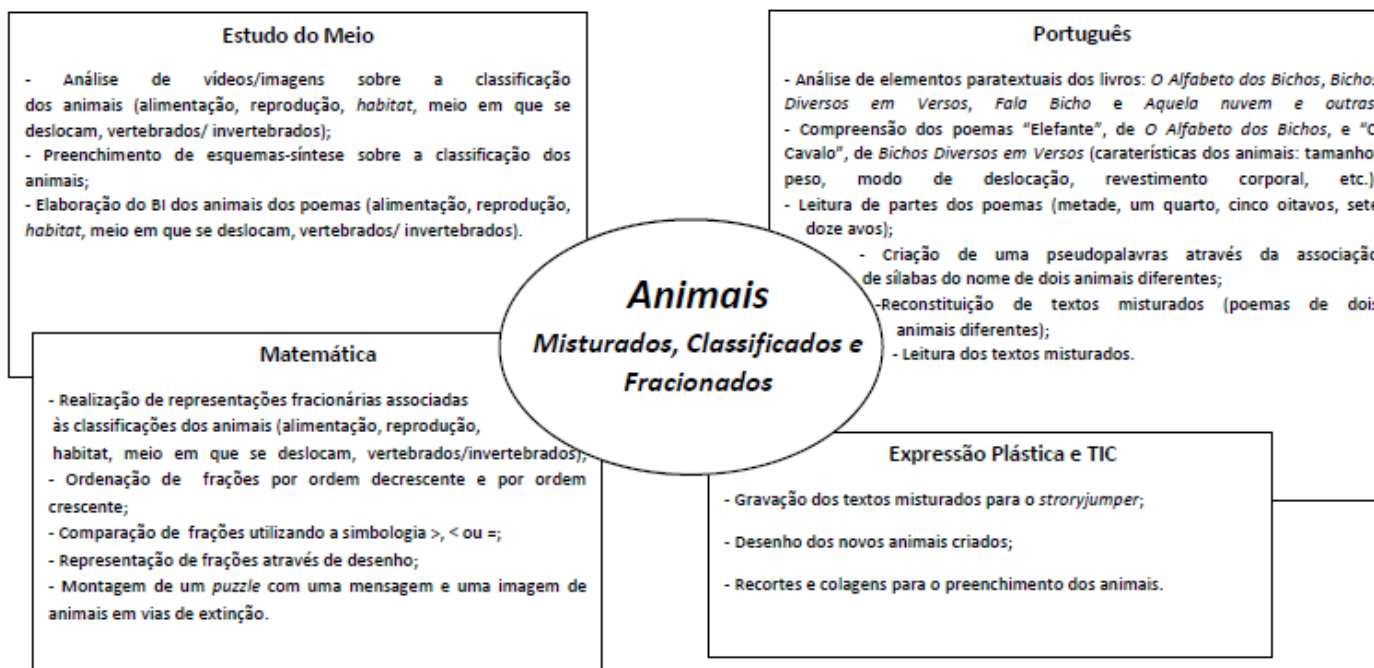 Estudo do Meio
- Análise de vídeos/imagens sobre a classificação
dos animais (alimentação, reprodução, habitat, meio em que se
deslocam, vertebrados/ invertebrados);
- Preenchimento de esquemas-síntese sobre a classificação dos
animais;
- Elaboração do BI dos animais dos poemas (alimentação, reprodução,
habitat, meio em que se deslocam, vertebrados/ invertebrados).
Português
- Análise de elementos paratextuais dos livros: O Alfabeto dos Bichos, Bichos
Diversos em Versos, Fala Bicho e Aquela nuvem e outras
- Compreensão dos poemas “Elefante”, de O Alfabeto dos Bichos, e “O
Cavalo”, de Bichos Diversos em Versos (caraterísticas dos animais: tamanho,
peso, modo de deslocação, revestimento corporal, etc.)
- Leitura de partes dos poemas (metade, um quarto, cinco oitavos, sete
doze avos);
- Criação de uma pseudopalavras através da associação
de sílabas do nome de dois animais diferentes;
-Reconstituição de textos misturados (poemas de dois
animais diferentes);
- Leitura dos textos misturados.
Animais
Misturados, Classificados e
Fracionados
Matemática
- Realização de representações fracionárias associadas
às classificações dos animais (alimentação, reprodução,
habitat, meio em que se deslocam, vertebrados/invertebrados);
- Ordenação de frações por ordem decrescente e por ordem
crescente;
- Comparação de frações utilizando a simbologia >, < ou =;
- Representação de frações através de desenho;
- Montagem de um puzzle com uma mensagem e uma imagem de
animais em vias de extinção.
Expressão Plástica e TIC
- Gravação dos textos misturados para o stroryjumper;
- Desenho dos novos animais criados;
- Recortes e colagens para o preenchimento dos animais.